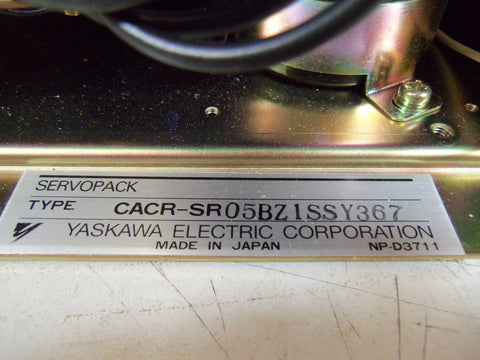 SERVOPACK
TYPE CACR-SR05BZ1SSY367
YASKAWA ELECTRIC CORPORATION
MADE IN JAPAN NP-D3711